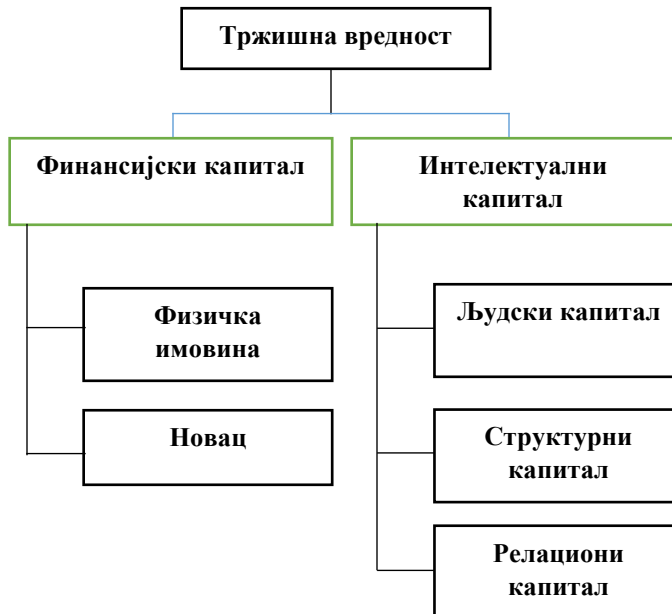 Тржишна вредност
Финансијски капитал
Интелектуални
капитал
Физичка
имовина
Новац
Људски капитал
Структурни
капитал
Релациони
капитал